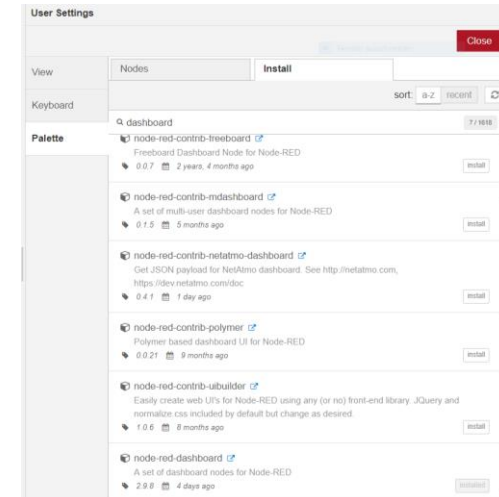 User Settings
Close
View
Keyboard
Palette
Nodes
Install
sort: a-z recent
dashboard
7 / 1618
node-red-contrib-freeboard
Freeboard Dashboard Node for Node-RED
0.0.7 2 years, 4 months ago
install
node-red-contrib-mdashboard
A set of multi-user dashboard nodes for Node-RED
0.1.5 5 months ago
install
node-red-contrib-netatmo-dashboard
Get JSON payload for NetAtmo dashboard. See http://netatmo.com,
https://dev.netatmo.com/doc
0.4.1 1 day ago
install
node-red-contrib-polymer
Polymer based dashboard UI for Node-RED
0.0.21 9 months ago
install
node-red-contrib-uibuilder
Easily create web UI's for Node-RED using any (or no) front-end library. JQuery and
normalize css included by default but change as desired.
1.0.6 8 months ago
install
node-red-dashboard
A set of dashboard nodes for Node-RED
2.9.8 4 days ago
installed